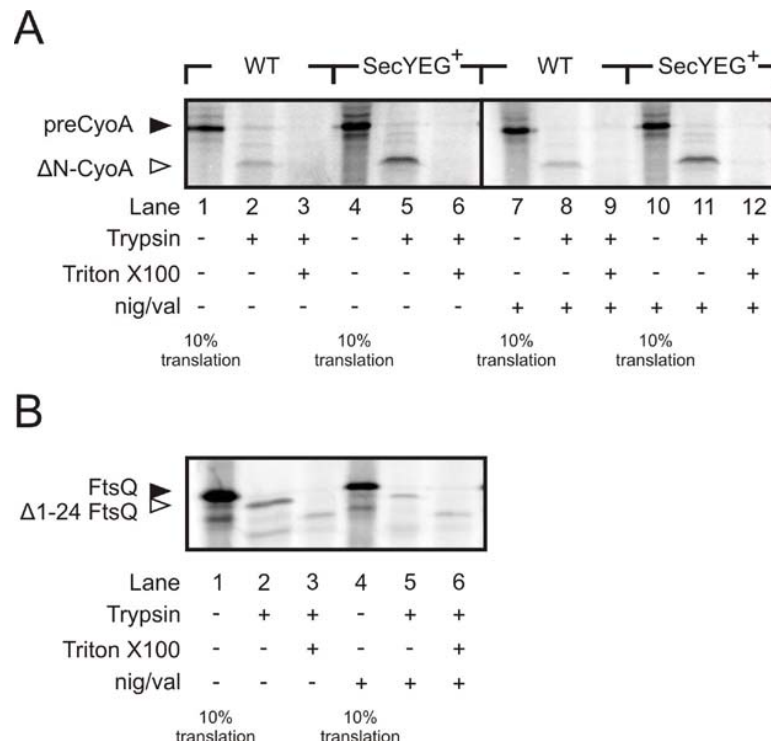 A
WT SecYEG+ WT SecYEG+
preCyoA
ΔN-CyoA
Lane 1 2 3 4 5 6 7 8 9 10 11 12
Trypsin - + + - + + - + + - + +
Triton X100 - - + - - + - - + - - +
nig/val - - - - - - + + + + + +
10% translation 10% translation 10% translation 10% translation
B
FtsQ
Δ1-24 FtsQ
Lane 1 2 3 4 5 6
Trypsin - + + - + +
Triton X100 - - + - - +
nig/val - - - + + +
10% translation 10% translation